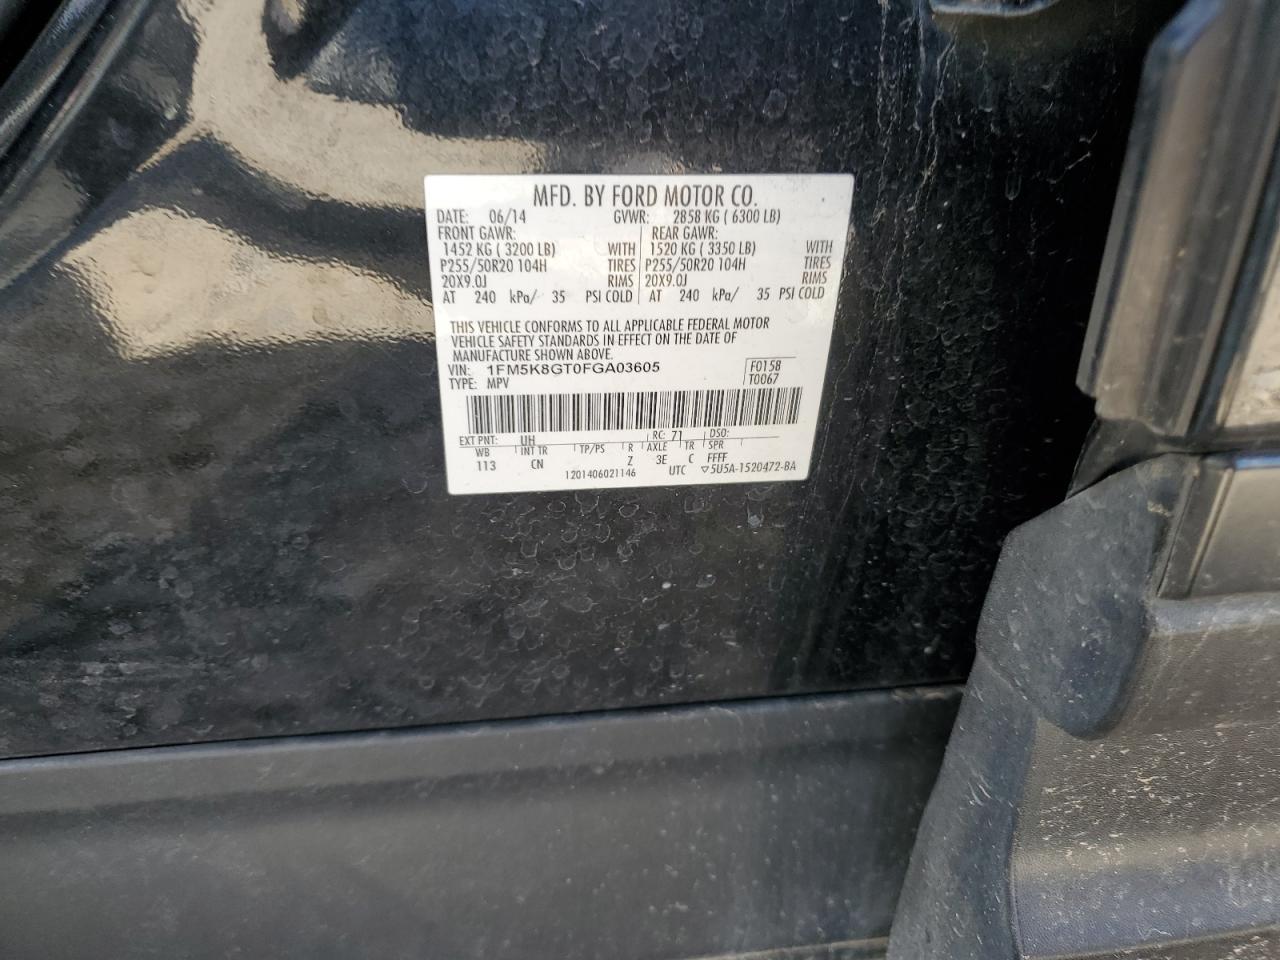 MFD. BY FORD MOTOR CO.
DATE: 06/14 GVWR: 2858 KG ( 6300 LB)
FRONT GAWR: REAR GAWR:
1452 KG ( 3200 LB) WITH 1520 KG ( 3350 LB) WITH
P255/50R20 104H TIRES P255/50R20 104H TIRES
20X9.0J RIMS 20X9.0J RIMS
AT 240 kPa/ 35 PSI COLD AT 240 kPa/ 35 PSI COLD
THIS VEHICLE CONFORMS TO ALL APPLICABLE FEDERAL MOTOR
VEHICLE SAFETY STANDARDS IN EFFECT ON THE DATE OF
MANUFACTURE SHOWN ABOVE.
VIN: 1FM5K8GT0FGA03605 F0158
TYPE: MPV T0067
EXT PNT: UH RC: 71 DSO:
WB INT TR TP/PS R AXLE TR SPR
113 CN Z 3E C FFFF
1201406021146 UTC ▽5U5A-1520472-BA